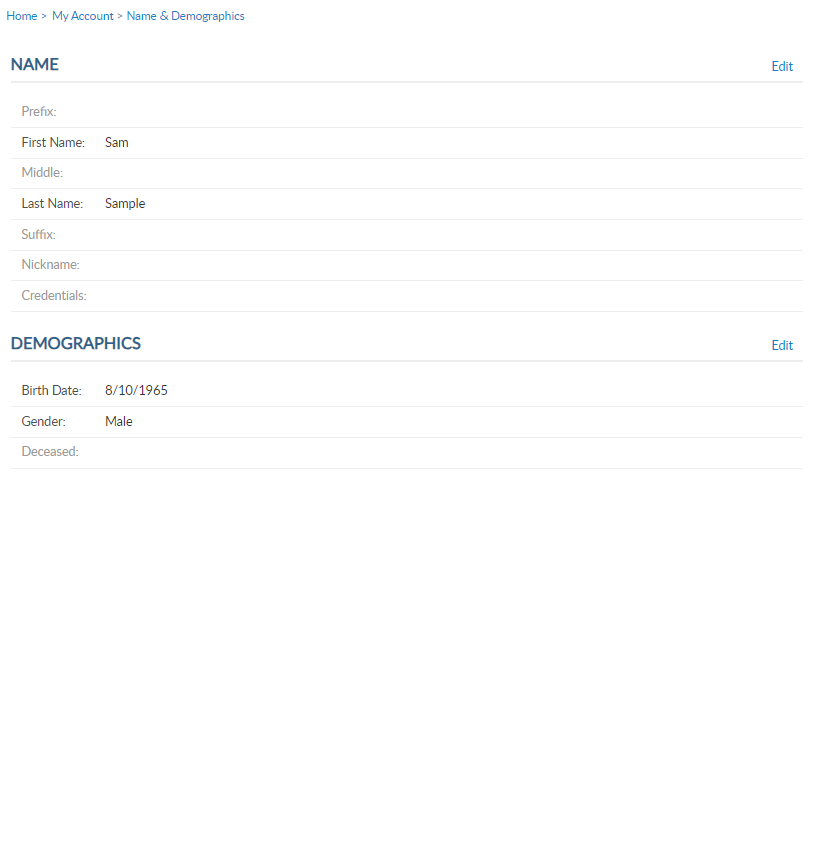 Home > My Account > Name & Demographics
NAME Edit
Prefix:
First Name: Sam
Middle:
Last Name: Sample
Suffix:
Nickname:
Credentials:
DEMOGRAPHICS Edit
Birth Date: 8/10/1965
Gender: Male
Deceased: